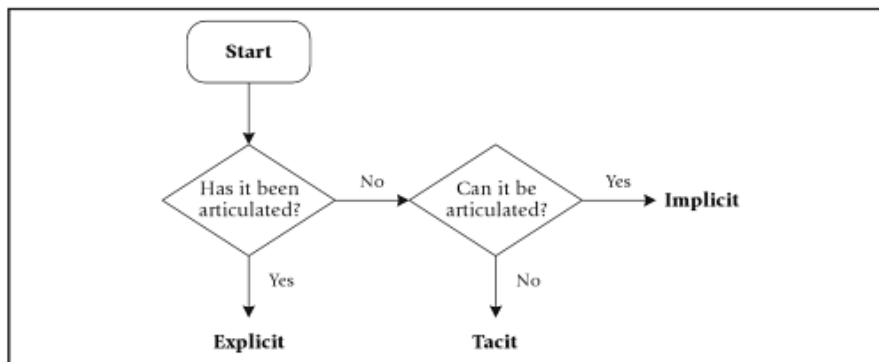 Start
Has it been
articulated?
No
Can it be
articulated?
Yes
Implicit
Yes
No
Explicit
Tacit